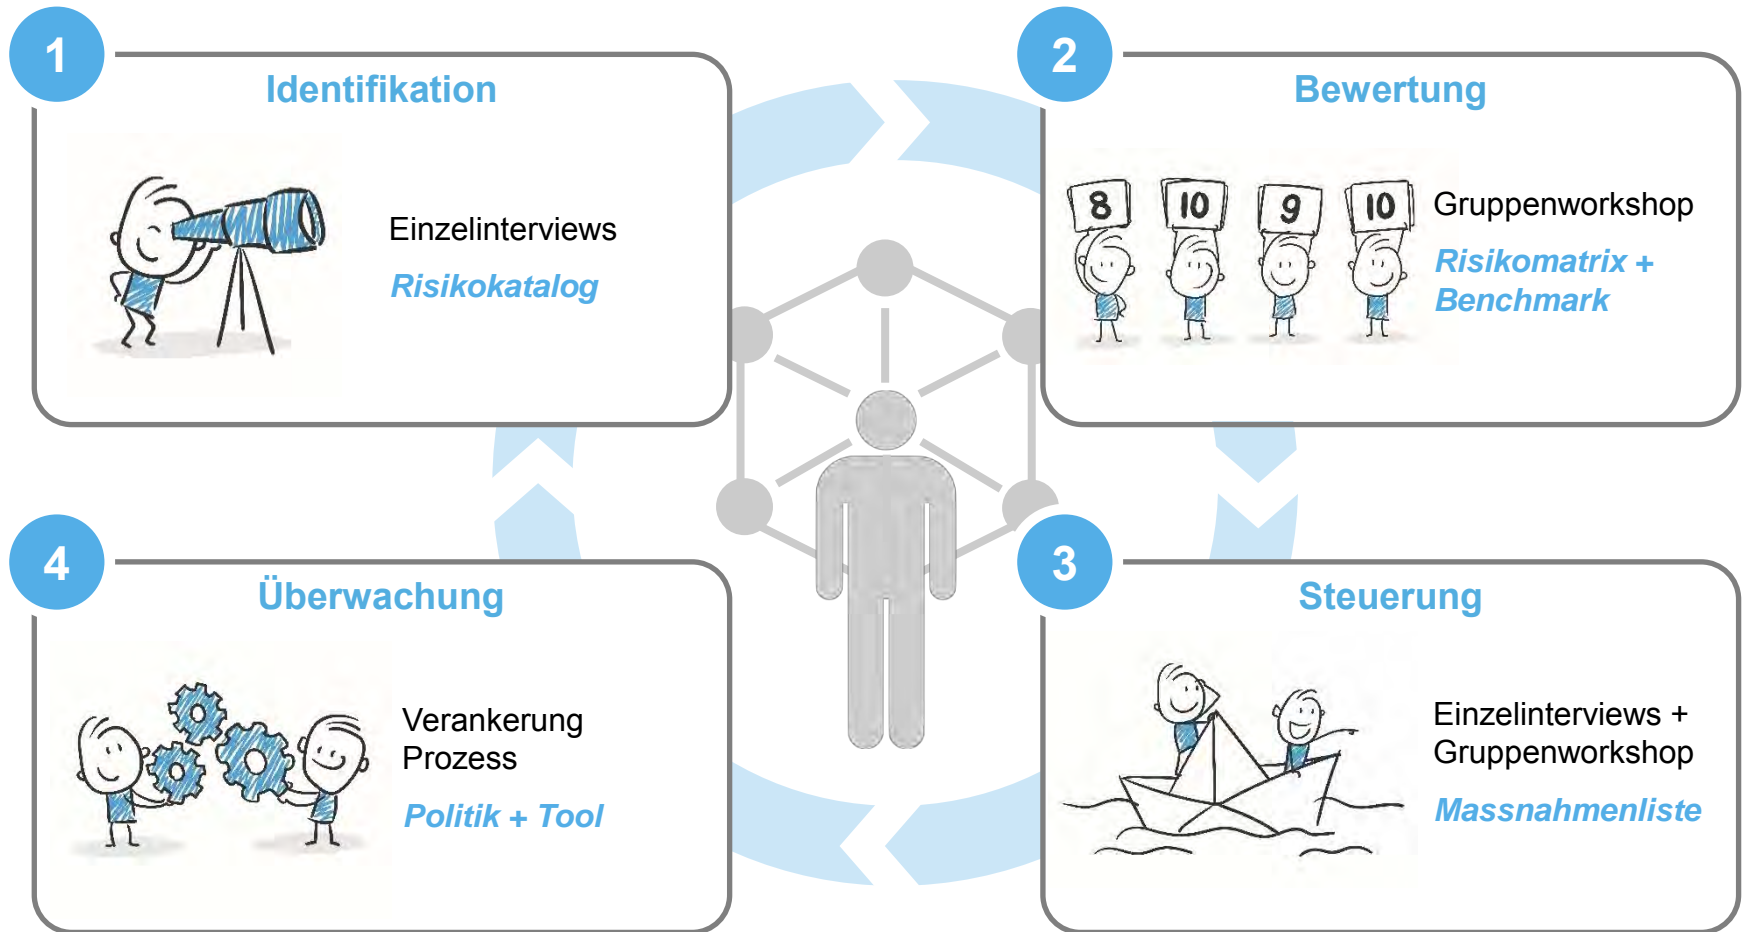 1
Identifikation
Einzelinterviews
Risikokatalog
2
Bewertung
8
10
9
10
Gruppenworkshop
Risikomatrix +
Benchmark
4
Überwachung
Verankerung
Prozess
Politik + Tool
3
Steuerung
Einzelinterviews +
Gruppenworkshop
Massnahmenliste